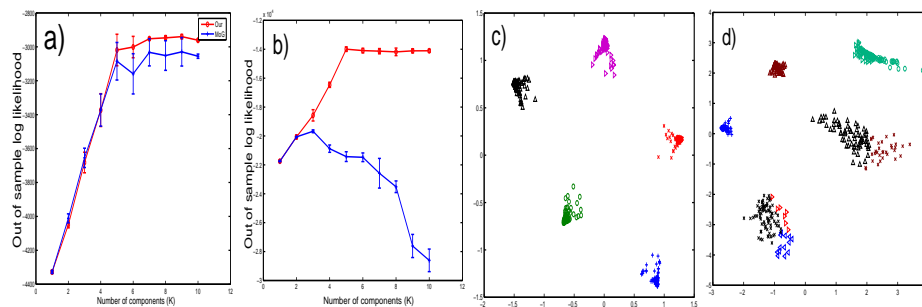 a)
Our
MoG
Out of sample log likelihood
-2800
-3000
-3200
-3400
-3600
-3800
-4000
-4200
-4400
0 2 4 6 8 10 12
Number of components (K)
b)
Out of sample log likelihood
x 10⁴
-1.2
-1.4
-1.6
-1.8
-2
-2.2
-2.4
-2.6
-2.8
0 2 4 6 8 10 12
Number of components (K)
c)
1.5
1
0.5
0
-0.5
-1
-1.5
-1.5 -1 -0.5 0 0.5 1 1.5
d)
4
3
2
1
0
-1
-2
-3
-4
-5
-3 -2 -1 0 1 2 3